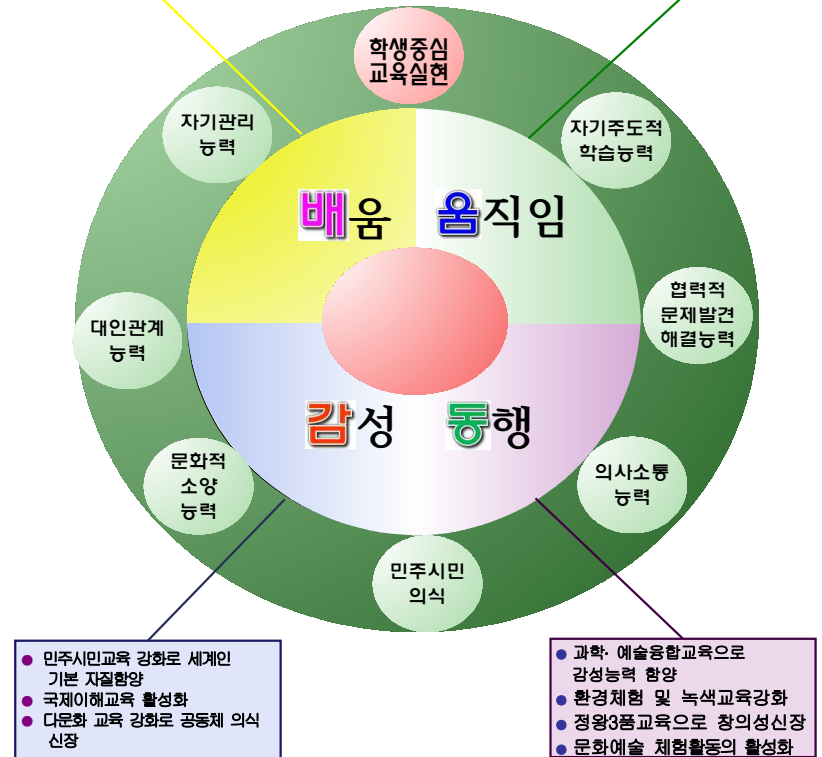 학생중심
교육실현
자기관리
능력
자기주도적
학습능력
배움 움직임
협력적
문제발견
해결능력
대인관계
능력
감성 동행
문화적
소양
능력
의사소통
능력
민주시민
의식
● 민주시민교육 강화로 세계인
기본 자질함양
● 국제이해교육 활성화
● 다문화 교육 강화로 공동체 의식
신장
● 과학· 예술융합교육으로
감성능력 함양
● 환경체험 및 녹색교육강화
● 정왕3품교육으로 창의성신장
● 문화예술 체험활동의 활성화